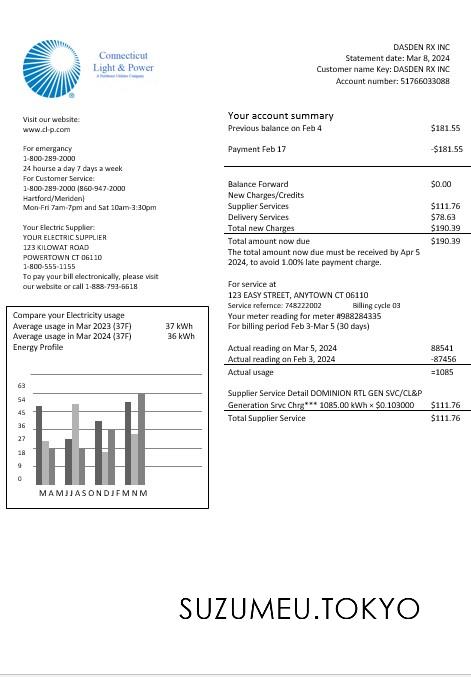 Connecticut
Light & Power
A Northeast Utilities Company
DASDEN RX INC
Statement date: Mar 8, 2024
Customer name Key: DASDEN RX INC
Account number: 51766033088
Visit our website:
www.cl-p.com
For emergancy
1-800-289-2000
24 hourse a day 7 days a week
For Customer Service:
1-800-289-2000 (860-947-2000
Hartford/Meriden)
Mon-Fri 7am-7pm and Sat 10am-3:30pm
Your Electric Supplier:
YOUR ELECTRIC SUPPLIER
123 KILOWAT ROAD
POWERTOWN CT 06110
1-800-555-1155
To pay your bill electronically, please visit
our website or call 1-888-793-6618
Compare your Electricity usage
Average usage in Mar 2023 (37F) 37 kWh
Average usage in Mar 2024 (37F) 36 kWh
Energy Profile
63
54
45
36
27
18
9
0
M A M J J A S O N D J F M N M
Your account summary
Previous balance on Feb 4 $181.55
Payment Feb 17 -$181.55
Balance Forward $0.00
New Charges/Credits
Supplier Services $111.76
Delivery Services $78.63
Total new Charges $190.39
Total amount now due $190.39
The total amount now due must be received by Apr 5
2024, to avoid 1.00% late payment charge.
For service at
123 EASY STREET, ANYTOWN CT 06110
Service refernce: 748222002 Billing cycle 03
Your meter reading for meter #988284335
For billing period Feb 3-Mar 5 (30 days)
Actual reading on Mar 5, 2024 88541
Actual reading on Feb 3, 2024 -87456
Actual usage =1085
Supplier Service Detail DOMINION RTL GEN SVC/CL&P
Generation Srvc Chrg*** 1085.00 kWh × $0.103000 $111.76
Total Supplier Service $111.76
SUZUMEU.TOKYO